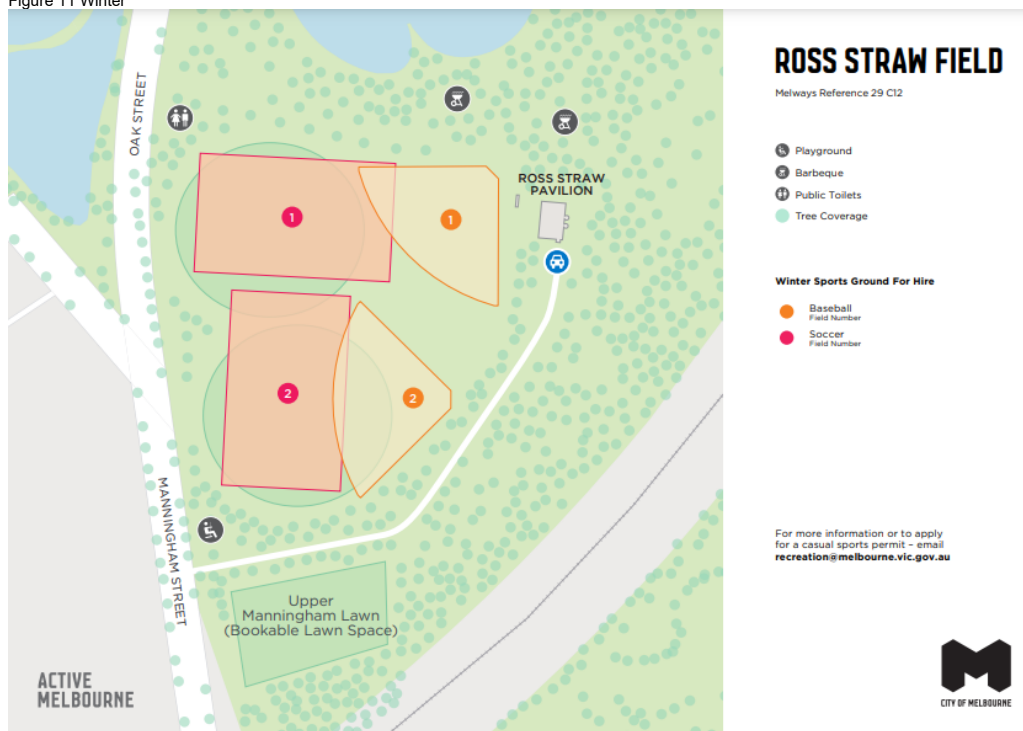 Figure 11 Winter
OAK STREET
ROSS STRAW
PAVILION
1
1
2
2
MANNINGHAM STREET
Upper
Manningham Lawn
(Bookable Lawn Space)
ACTIVE
MELBOURNE
ROSS STRAW FIELD
Melways Reference 29 C12
Playground
Barbeque
Public Toilets
Tree Coverage
Winter Sports Ground For Hire
Baseball
Field Number
Soccer
Field Number
For more information or to apply
for a casual sports permit – email
recreation@melbourne.vic.gov.au
CITY OF MELBOURNE